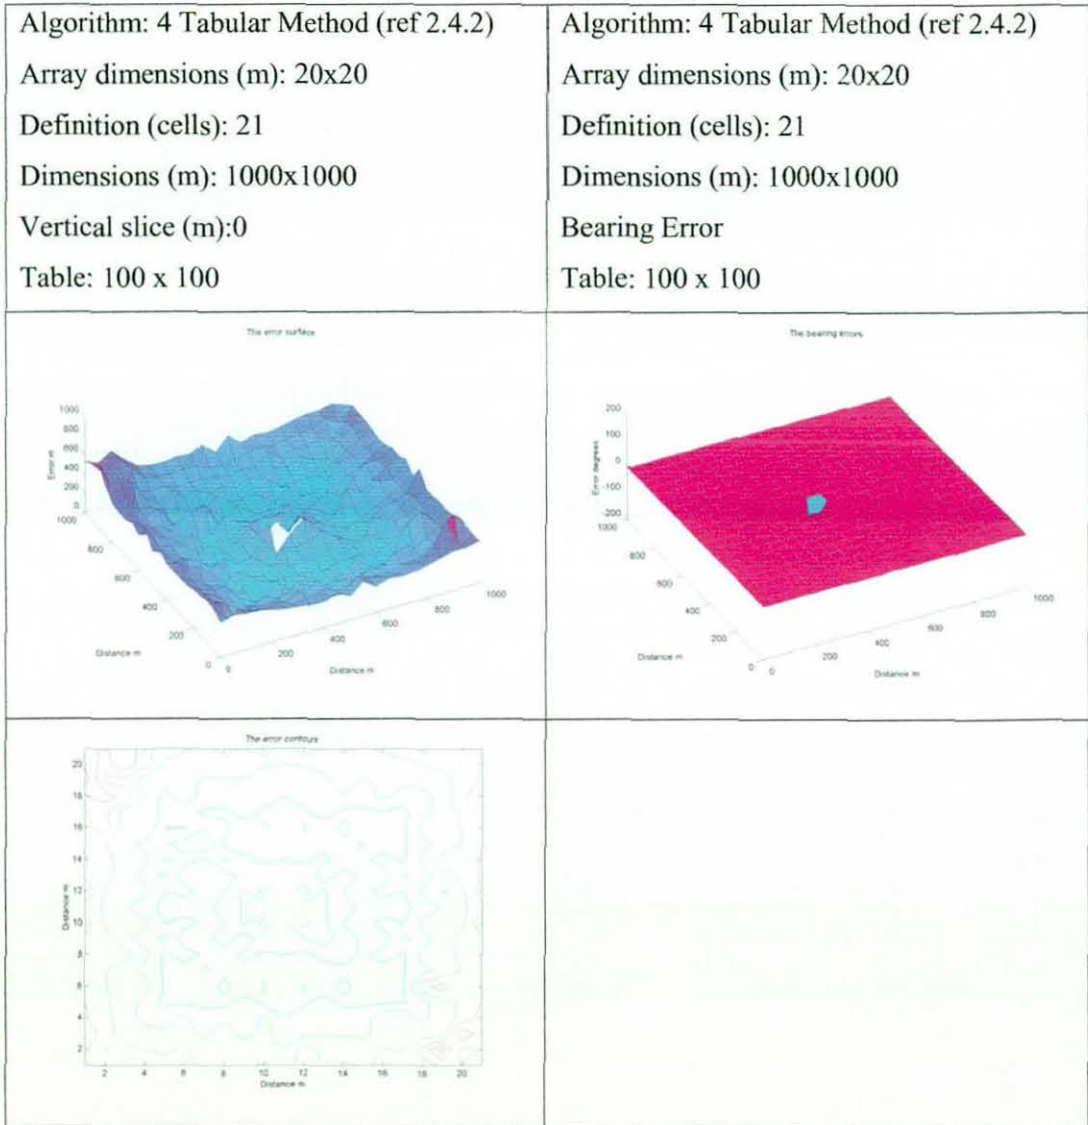 Algorithm: 4 Tabular Method (ref 2.4.2)
Array dimensions (m): 20x20
Definition (cells): 21
Dimensions (m): 1000x1000
Vertical slice (m):0
Table: 100 x 100
Algorithm: 4 Tabular Method (ref 2.4.2)
Array dimensions (m): 20x20
Definition (cells): 21
Dimensions (m): 1000x1000
Bearing Error
Table: 100 x 100
The error surface
1000
800
600
400
200
0
Error m
1000
800
600
400
200
0
Distance m
0
200
400
600
800
1000
Distance m
The bearing errors
200
100
0
-100
-200
Error degrees
1000
800
600
400
200
0
Distance m
0
200
400
600
800
1000
Distance m
The error contours
20
18
16
14
12
10
8
6
4
2
Distance m
2 4 6 8 10 12 14 16 18 20
Distance m